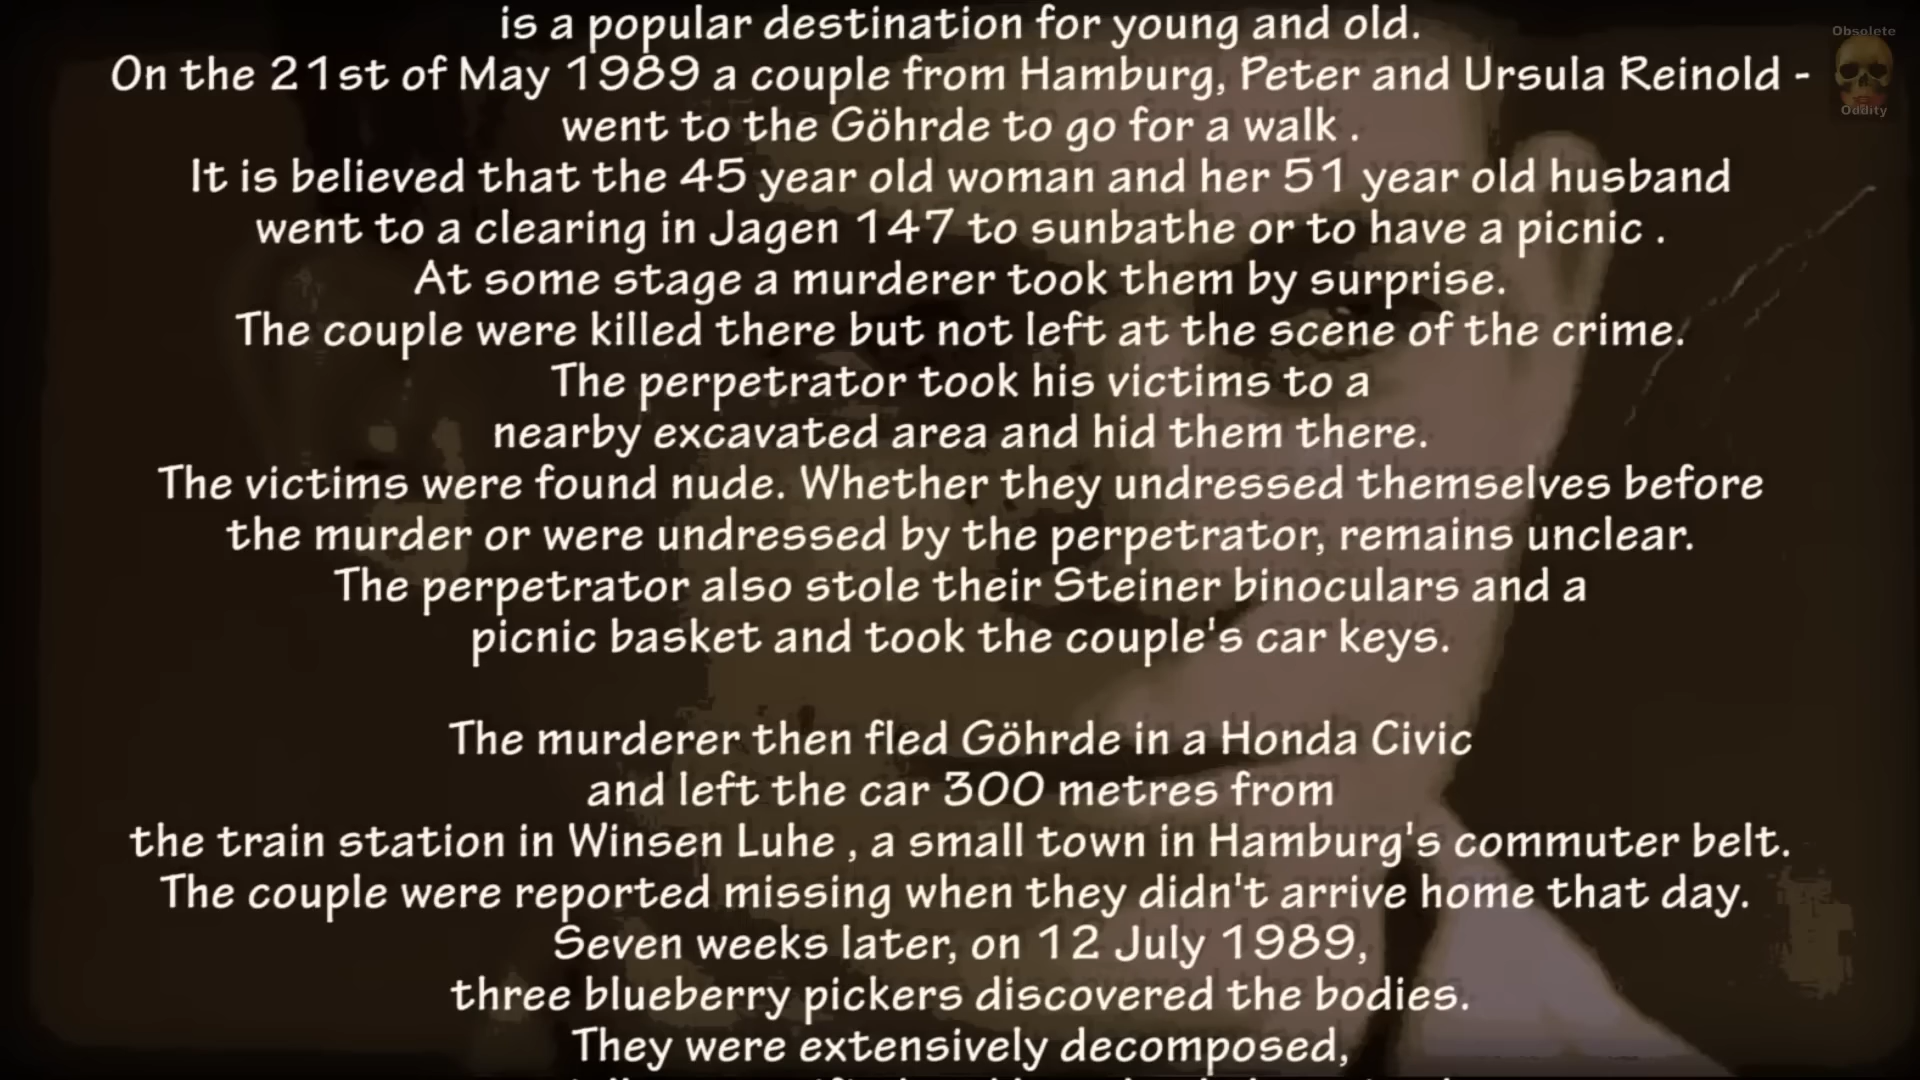 is a popular destination for young and old.
On the 21st of May 1989 a couple from Hamburg, Peter and Ursula Reinold -
went to the Göhrde to go for a walk .
It is believed that the 45 year old woman and her 51 year old husband
went to a clearing in Jagen 147 to sunbathe or to have a picnic .
At some stage a murderer took them by surprise.
The couple were killed there but not left at the scene of the crime.
The perpetrator took his victims to a
nearby excavated area and hid them there.
The victims were found nude. Whether they undressed themselves before
the murder or were undressed by the perpetrator, remains unclear.
The perpetrator also stole their Steiner binoculars and a
picnic basket and took the couple's car keys.
The murderer then fled Göhrde in a Honda Civic
and left the car 300 metres from
the train station in Winsen Luhe , a small town in Hamburg's commuter belt.
The couple were reported missing when they didn't arrive home that day.
Seven weeks later, on 12 July 1989,
three blueberry pickers discovered the bodies.
They were extensively decomposed,
Obsolete
Oddity